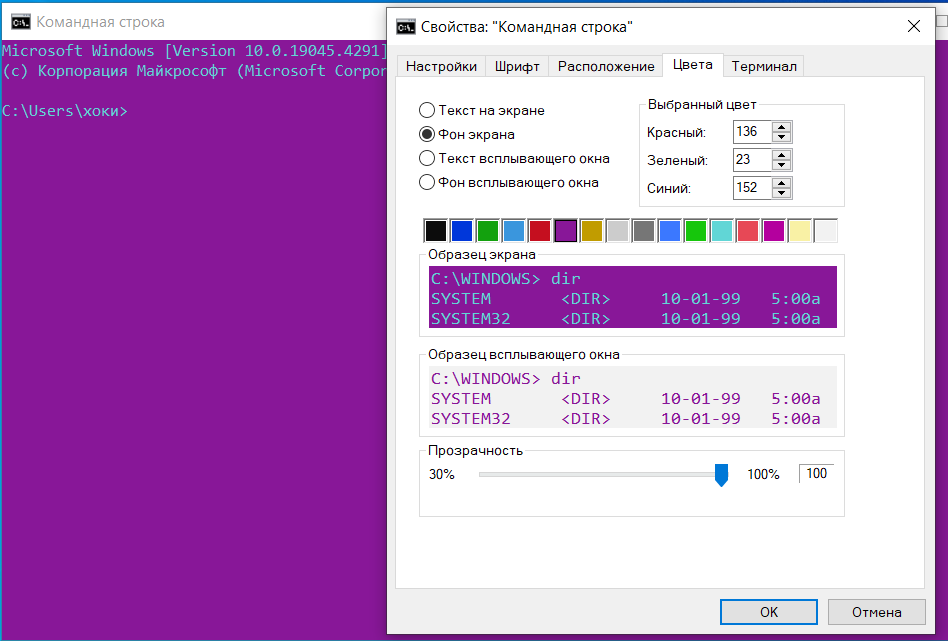 Командная строка
Microsoft Windows [Version 10.0.19045.4291]
(c) Корпорация Майкрософт (Microsoft Corpor
C:\Users\хоки>
Свойства: "Командная строка"
Настройки Шрифт Расположение Цвета Терминал
Текст на экране
Фон экрана
Текст всплывающего окна
Фон всплывающего окна
Выбранный цвет
Красный: 136
Зеленый: 23
Синий: 152
Образец экрана
C:\WINDOWS> dir
SYSTEM <DIR> 10-01-99 5:00a
SYSTEM32 <DIR> 10-01-99 5:00a
Образец всплывающего окна
C:\WINDOWS> dir
SYSTEM <DIR> 10-01-99 5:00a
SYSTEM32 <DIR> 10-01-99 5:00a
Прозрачность
30% 100% 100
OK Отмена